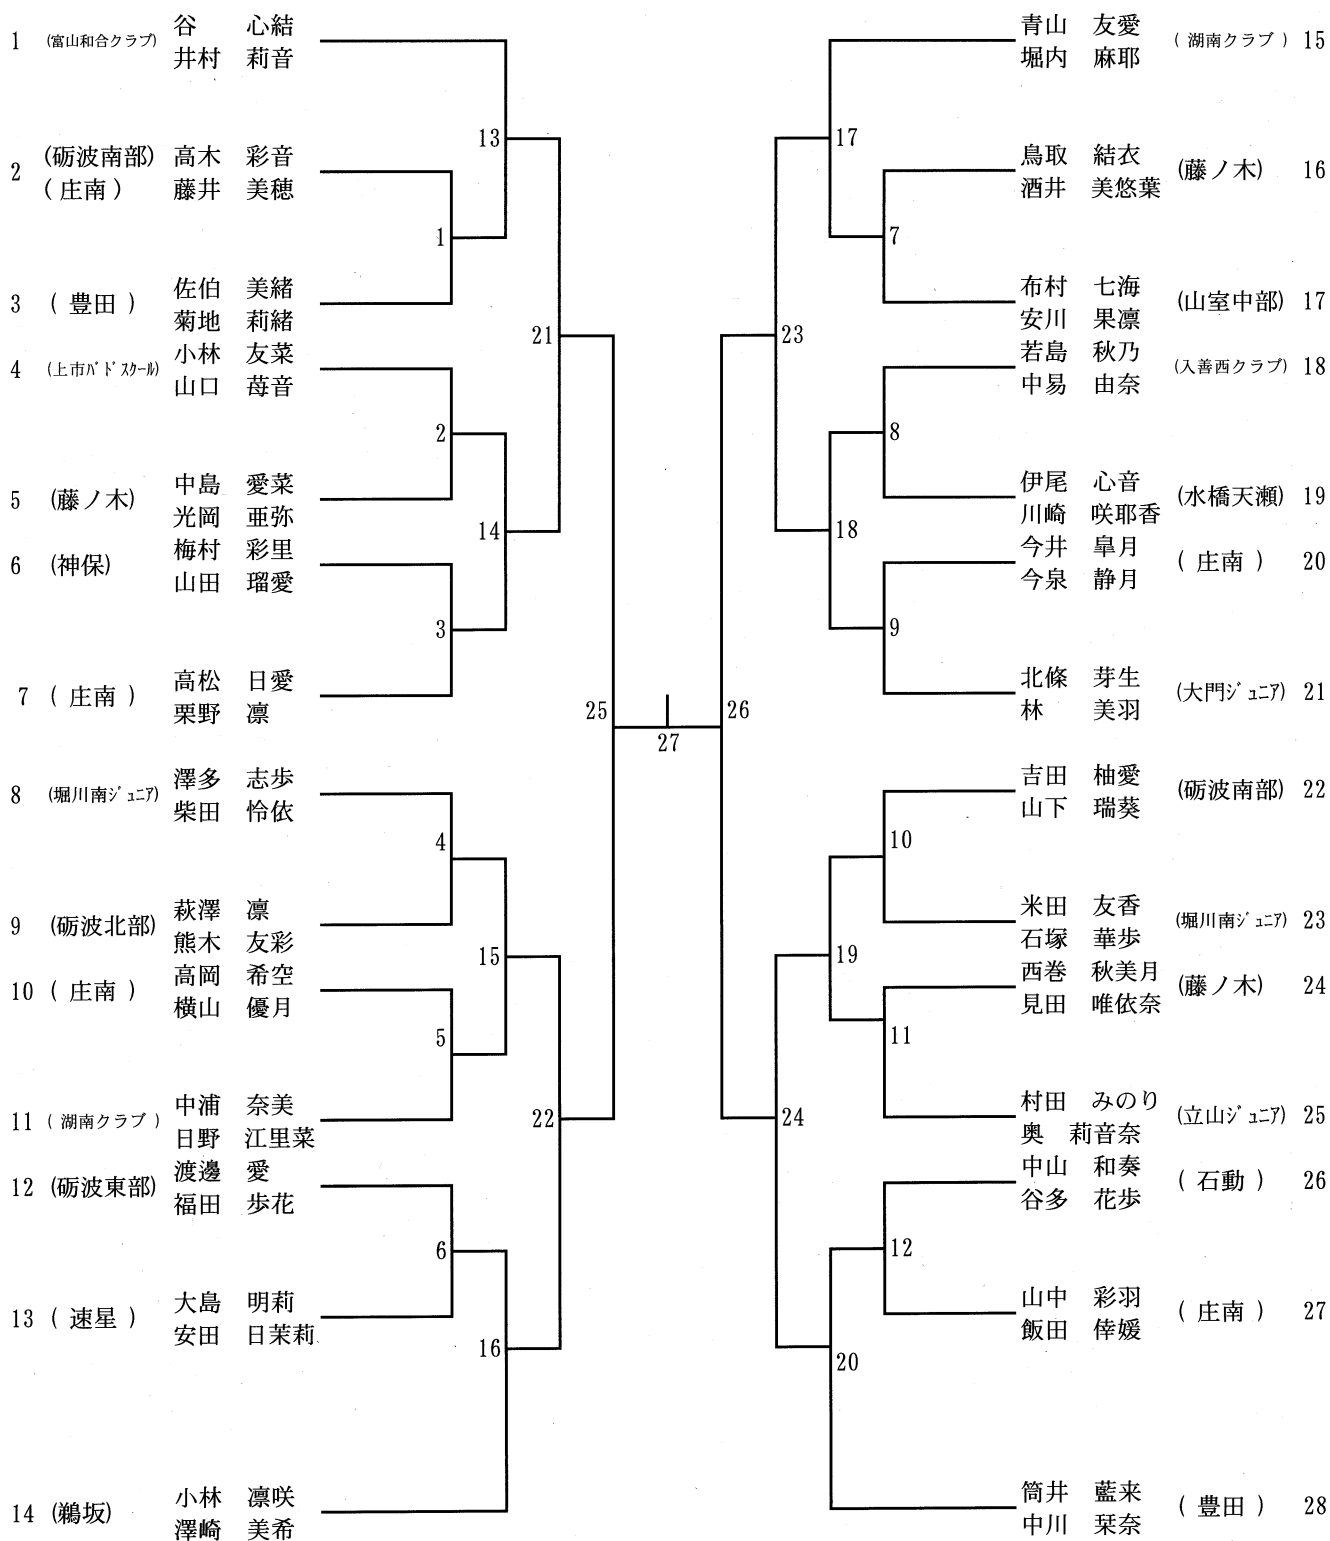 1 (富山和合クラブ) 谷 心結
井村 莉音
13
2 (砺波南部) 高木 彩音
(庄南) 藤井 美穂
1
3 (豊田) 佐伯 美緒
菊地 莉緒
21
4 (上市バドスクール) 小林 友菜
山口 苺音
2
5 (藤ノ木) 中島 愛菜
光岡 亜弥
14
6 (神保) 梅村 彩里
山田 瑠愛
3
7 (庄南) 高松 日愛
栗野 凛
25
8 (堀川南ジュニア) 澤多 志歩
柴田 怜依
4
9 (砺波北部) 萩澤 凛
熊木 友彩
15
10 (庄南) 高岡 希空
横山 優月
5
11 (湖南クラブ) 中浦 奈美
日野 江里菜
22
12 (砺波東部) 渡邊 愛
福田 歩花
6
13 (速星) 大島 明莉
安田 日茉莉
16
14 (鵜坂) 小林 凛咲
澤崎 美希
27
青山 友愛 (湖南クラブ) 15
堀内 麻耶
17
鳥取 結衣 (藤ノ木) 16
酒井 美悠葉
7
布村 七海 (山室中部) 17
安川 果凛
23
若島 秋乃 (入善西クラブ) 18
中易 由奈
8
伊尾 心音 (水橋天瀬) 19
川崎 咲耶香
18
今井 皐月 (庄南) 20
今泉 静月
9
北條 芽生 (大門ジュニア) 21
林 美羽
26
吉田 柚愛 (砺波南部) 22
山下 瑞葵
10
米田 友香 (堀川南ジュニア) 23
石塚 華歩
19
西巻 秋美月 (藤ノ木) 24
見田 唯依奈
11
村田 みのり (立山ジュニア) 25
奥 莉音奈
24
中山 和奏 (石動) 26
谷多 花歩
12
山中 彩羽 (庄南) 27
飯田 倖媛
20
筒井 藍来 (豊田) 28
中川 栞奈